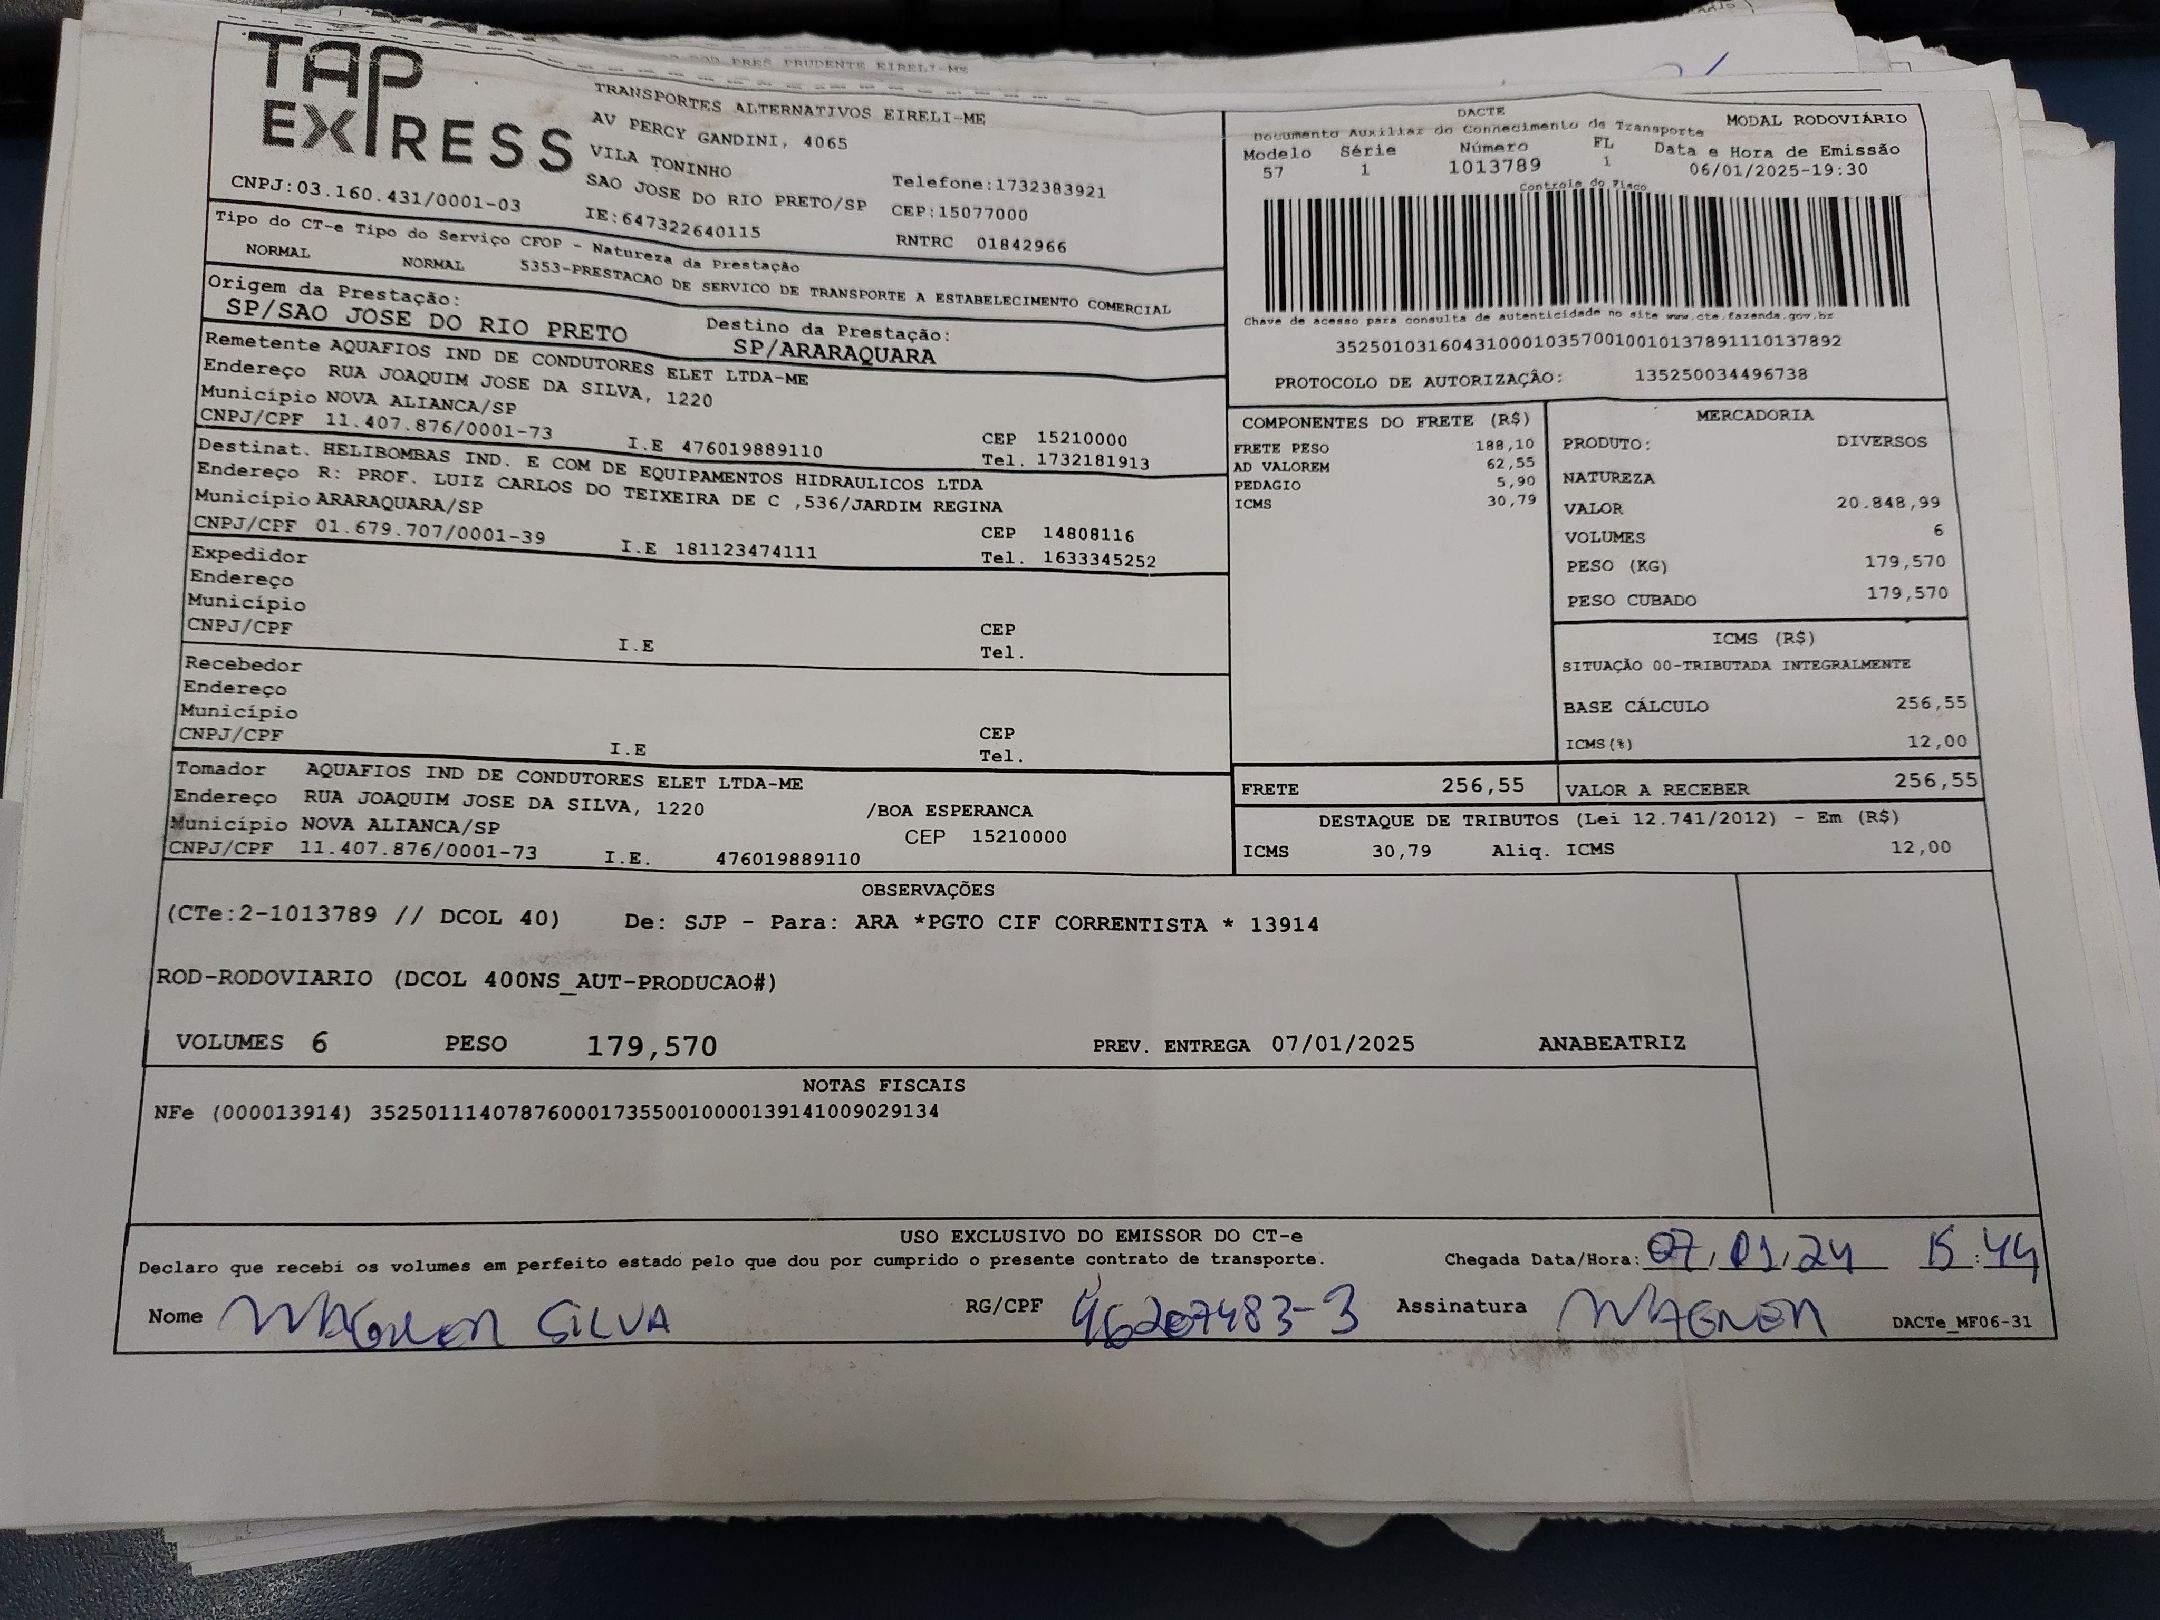 ROD PRES PRUDENTE EIRELI-ME
TAP
EXPRESS
TRANSPORTES ALTERNATIVOS EIRELI-ME
AV PERCY GANDINI, 4065
VILA TONINHO
SAO JOSE DO RIO PRETO/SP
Telefone:1732383921
CEP:15077000
CNPJ:03.160.431/0001-03
IE:647322640115
RNTRC 01842966
DACTE
MODAL RODOVIÁRIO
Documento Auxiliar do Conhecimento de Transporte
Modelo Série Número FL Data e Hora de Emissão
57 1 1013789 1 06/01/2025-19:30
Controle do Fisco
Chave de acesso para consulta de autenticidade no site www.cte.fazenda.gov.br
35250103160431000103570010010137891110137892
PROTOCOLO DE AUTORIZAÇÃO: 135250034496738
Tipo do CT-e Tipo do Serviço CFOP - Natureza da Prestação
NORMAL NORMAL 5353-PRESTACAO DE SERVICO DE TRANSPORTE A ESTABELECIMENTO COMERCIAL
Origem da Prestação:
SP/SAO JOSE DO RIO PRETO
Destino da Prestação:
SP/ARARAQUARA
Remetente AQUAFIOS IND DE CONDUTORES ELET LTDA-ME
Endereço RUA JOAQUIM JOSE DA SILVA, 1220
Município NOVA ALIANCA/SP
CEP 15210000
CNPJ/CPF 11.407.876/0001-73 I.E 476019889110 Tel. 1732181913
Destinat. HELIBOMBAS IND. E COM DE EQUIPAMENTOS HIDRAULICOS LTDA
Endereço R: PROF. LUIZ CARLOS DO TEIXEIRA DE C ,536/JARDIM REGINA
Município ARARAQUARA/SP
CEP 14808116
CNPJ/CPF 01.679.707/0001-39 I.E 181123474111 Tel. 1633345252
Expedidor
Endereço
Município
CEP
CNPJ/CPF I.E Tel.
Recebedor
Endereço
Município
CEP
CNPJ/CPF I.E Tel.
Tomador AQUAFIOS IND DE CONDUTORES ELET LTDA-ME
Endereço RUA JOAQUIM JOSE DA SILVA, 1220 /BOA ESPERANCA
Município NOVA ALIANCA/SP CEP 15210000
CNPJ/CPF 11.407.876/0001-73 I.E. 476019889110
COMPONENTES DO FRETE (R$)
FRETE PESO 188,10
AD VALOREM 62,55
PEDAGIO 5,90
ICMS 30,79
MERCADORIA
PRODUTO: DIVERSOS
NATUREZA
VALOR 20.848,99
VOLUMES 6
PESO (KG) 179,570
PESO CUBADO 179,570
ICMS (R$)
SITUAÇÃO 00-TRIBUTADA INTEGRALMENTE
BASE CÁLCULO 256,55
ICMS(%) 12,00
FRETE 256,55 VALOR A RECEBER 256,55
DESTAQUE DE TRIBUTOS (Lei 12.741/2012) - Em (R$)
ICMS 30,79 Aliq. ICMS 12,00
OBSERVAÇÕES
(CTe:2-1013789 // DCOL 40) De: SJP - Para: ARA *PGTO CIF CORRENTISTA * 13914
ROD-RODOVIARIO (DCOL 400NS_AUT-PRODUCAO#)
VOLUMES 6 PESO 179,570 PREV. ENTREGA 07/01/2025 ANABEATRIZ
NOTAS FISCAIS
NFe (000013914) 35250111407876000173550010000139141009029134
USO EXCLUSIVO DO EMISSOR DO CT-e
Declaro que recebi os volumes em perfeito estado pelo que dou por cumprido o presente contrato de transporte. Chegada Data/Hora: 07/01/24 15:44
Nome WAGNER SILVA RG/CPF 46207483-3 Assinatura WAGNER DACTe_MF06-31